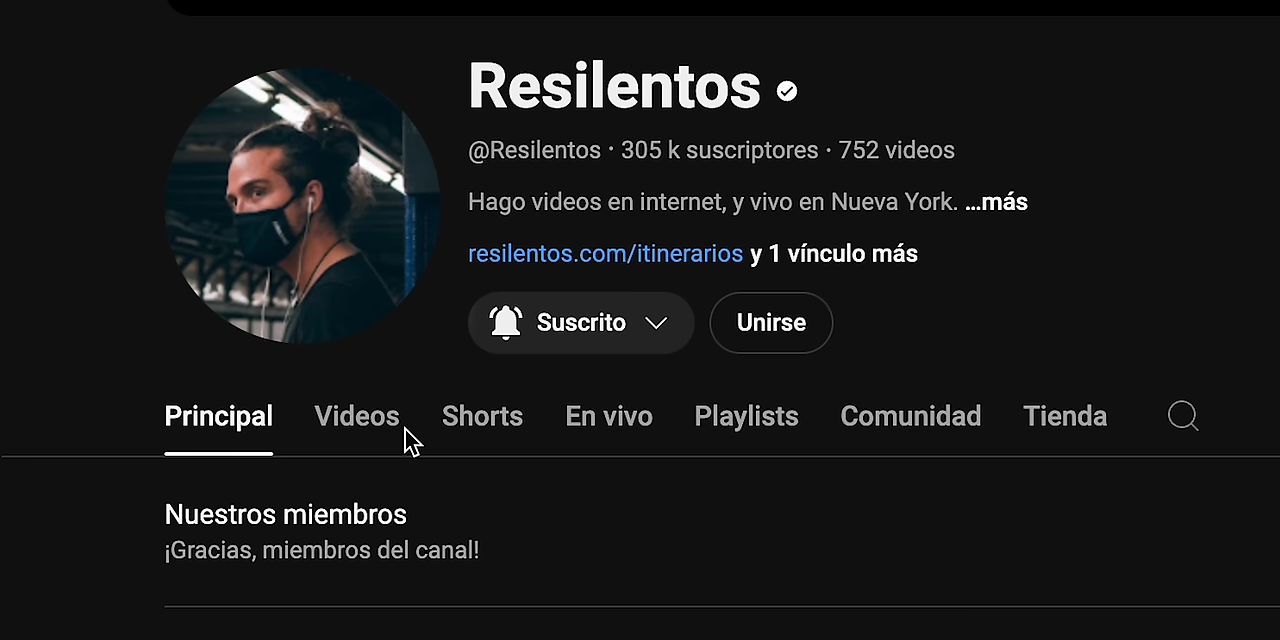 Resilentos
@Resilentos · 305 k suscriptores · 752 videos
Hago videos en internet, y vivo en Nueva York. ...más
resilentos.com/itinerarios y 1 vínculo más
Suscrito Unirse
Principal Videos Shorts En vivo Playlists Comunidad Tienda
Nuestros miembros
¡Gracias, miembros del canal!